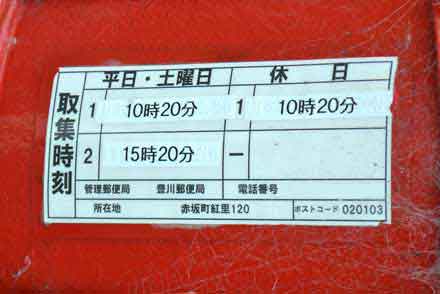 取集時刻
平日・土曜日 休日
1 10時20分 1 10時20分
2 15時20分 ー
管理郵便局 豊川郵便局 電話番号
所在地 赤坂町紅里120 ポストコード 020103